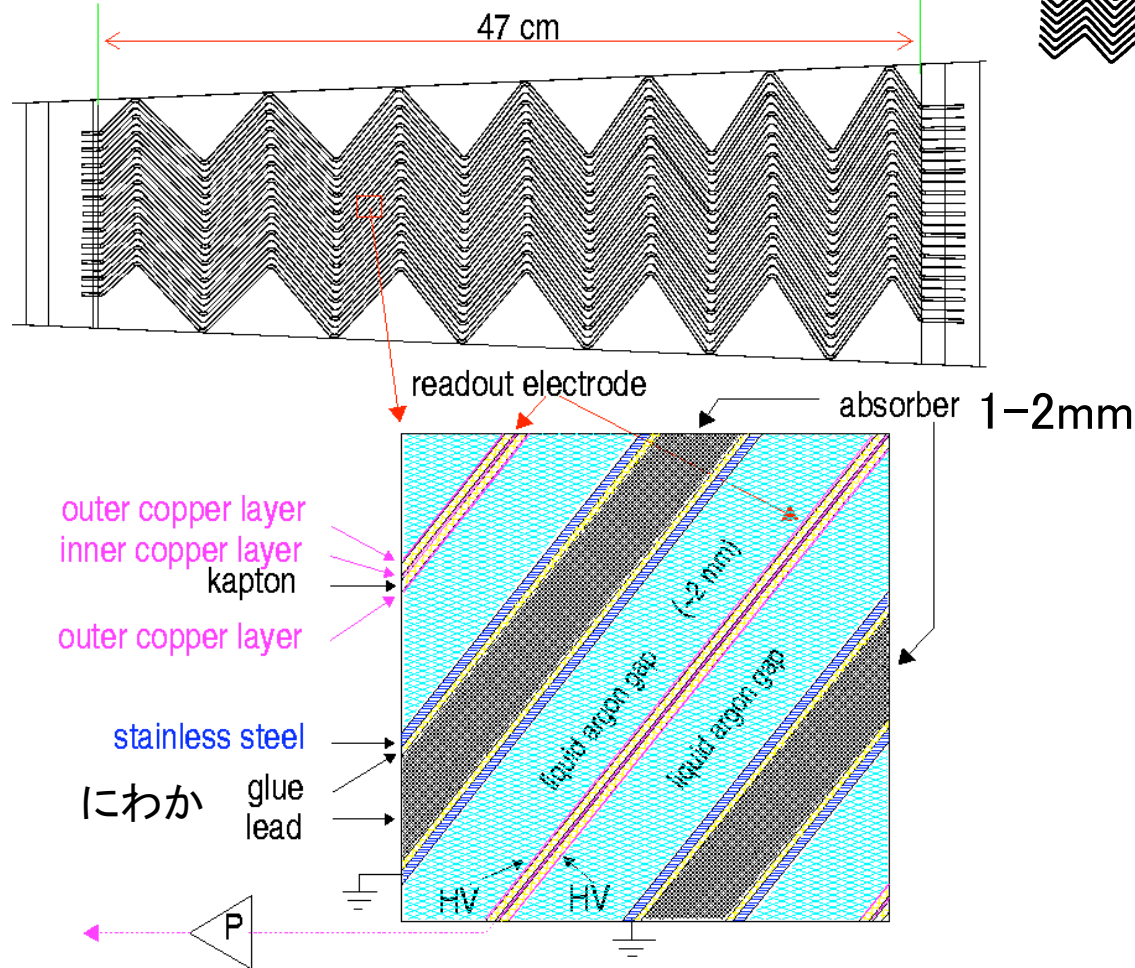 47 cm
readout electrode
absorber 1-2mm
outer copper layer
inner copper layer
kapton
outer copper layer
(~2 mm)
liquid argon gap
liquid argon gap
stainless steel
にわか glue
lead
HV
HV
P